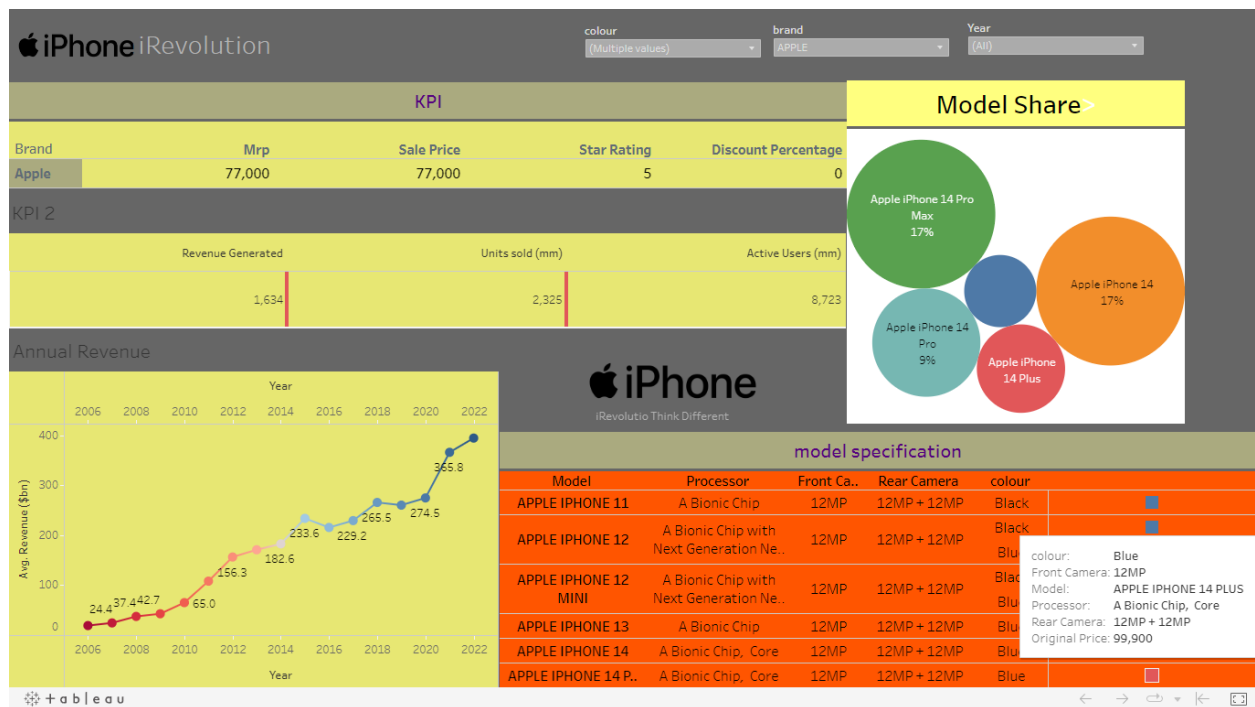 iPhone iRevolution
colour
(Multiple values)
brand
APPLE
Year
(All)
KPI
Brand Mrp Sale Price Star Rating Discount Percentage
Apple 77,000 77,000 5 0
KPI 2
Revenue Generated Units sold (mm) Active Users (mm)
1,634 2,325 8,723
Model Share>
Apple iPhone 14 Pro
Max
17%
Apple iPhone 14
17%
Apple iPhone 14
Pro
9%
Apple iPhone
14 Plus
Annual Revenue
Year
2006 2008 2010 2012 2014 2016 2018 2020 2022
400
300
200
100
0
Avg. Revenue ($bn)
24.4 37.4 42.7 65.0 156.3 182.6 233.6 229.2 265.5 274.5 365.8
2006 2008 2010 2012 2014 2016 2018 2020 2022
Year
iPhone
iRevolutio Think Different
model specification
Model Processor Front Ca.. Rear Camera colour
APPLE IPHONE 11 A Bionic Chip 12MP 12MP + 12MP Black
APPLE IPHONE 12 A Bionic Chip with
Next Generation Ne.. 12MP 12MP + 12MP Black
Blu
APPLE IPHONE 12
MINI A Bionic Chip with
Next Generation Ne.. 12MP 12MP + 12MP Blac
Blu
APPLE IPHONE 13 A Bionic Chip 12MP 12MP + 12MP Blu
APPLE IPHONE 14 A Bionic Chip, Core 12MP 12MP + 12MP Blu
APPLE IPHONE 14 P.. A Bionic Chip, Core 12MP 12MP + 12MP Blue
colour: Blue
Front Camera: 12MP
Model: APPLE IPHONE 14 PLUS
Processor: A Bionic Chip, Core
Rear Camera: 12MP + 12MP
Original Price: 99,900
+ a b | e a u